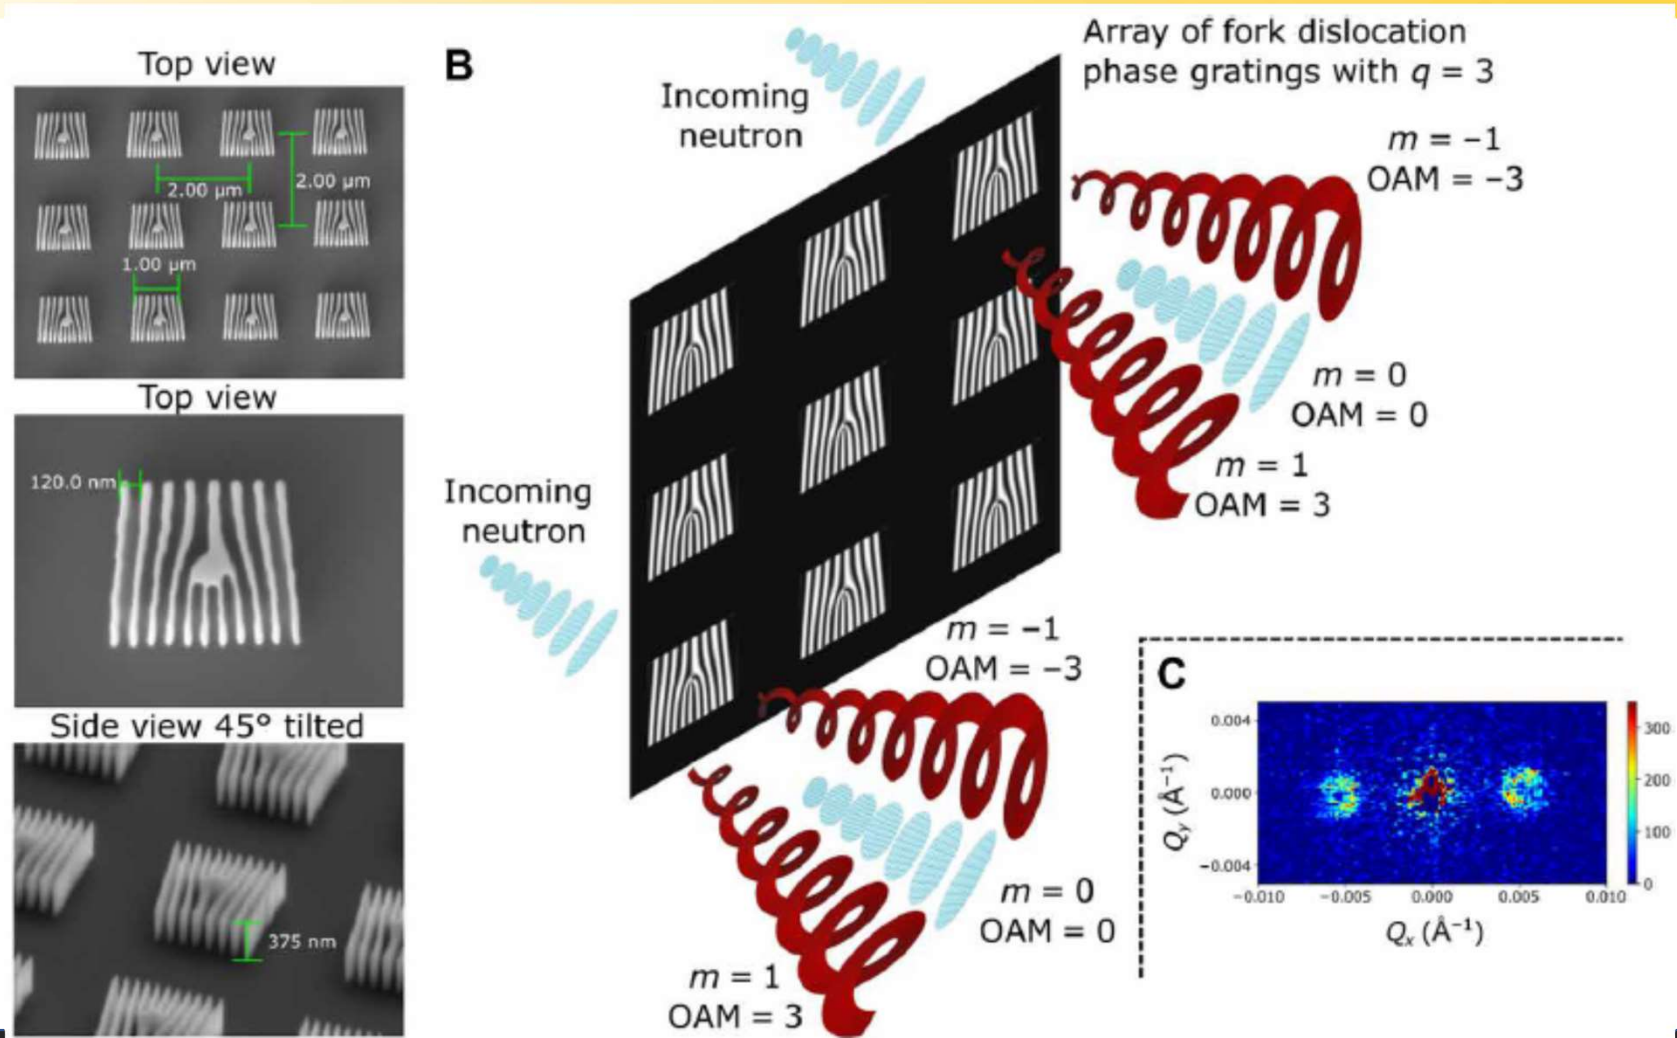 Top view
2.00 µm
2.00 µm
1.00 µm
Top view
120.0 nm
Side view 45° tilted
375 nm
B
Incoming
neutron
Array of fork dislocation
phase gratings with q = 3
m = −1
OAM = −3
m = 0
OAM = 0
m = 1
OAM = 3
Incoming
neutron
m = −1
OAM = −3
m = 0
OAM = 0
m = 1
OAM = 3
C
0.004
0.000
−0.004
Qy (Å⁻¹)
−0.010 −0.005 0.000 0.005 0.010
Qx (Å⁻¹)
300
200
100
0